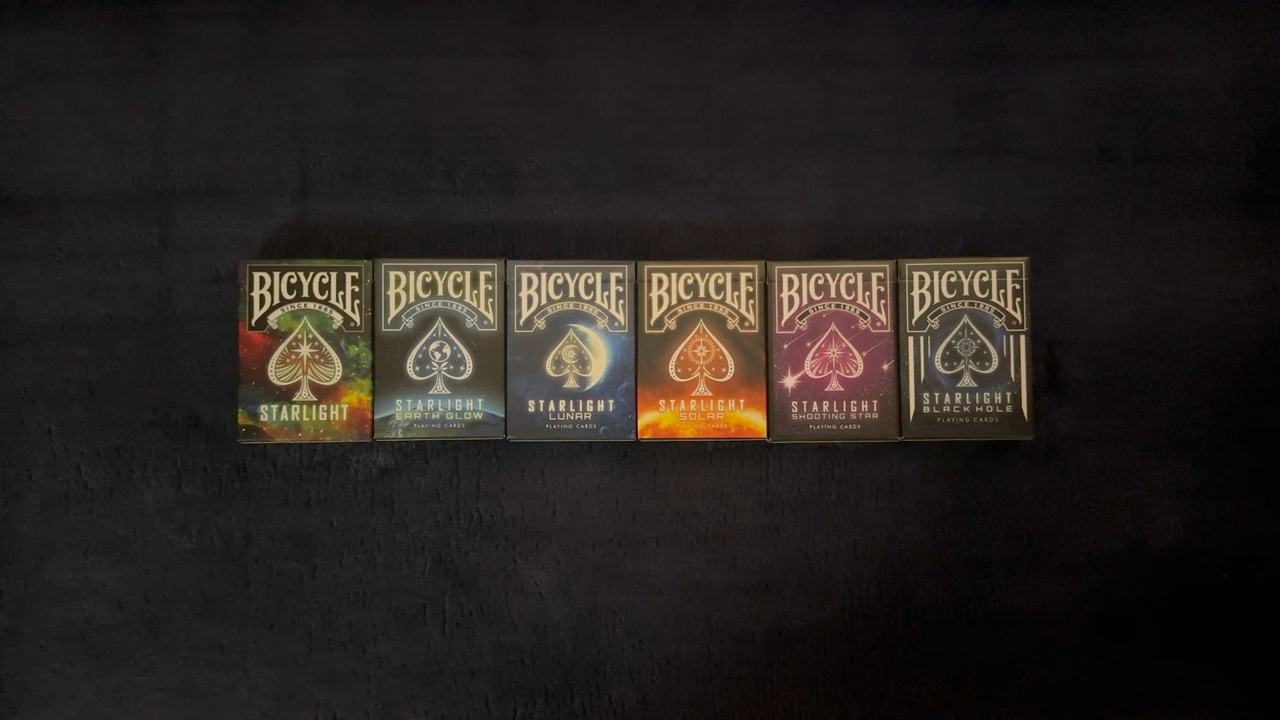 BICYCLE
SINCE 1885
STARLIGHT
BICYCLE
SINCE 1885
STARLIGHT
EARTH GLOW
PLAYING CARDS
BICYCLE
SINCE 1885
STARLIGHT
LUNAR
PLAYING CARDS
BICYCLE
SINCE 1885
STARLIGHT
SOLAR
PLAYING CARDS
BICYCLE
SINCE 1885
STARLIGHT
SHOOTING STAR
PLAYING CARDS
BICYCLE
SINCE 1885
STARLIGHT
BLACK HOLE
PLAYING CARDS